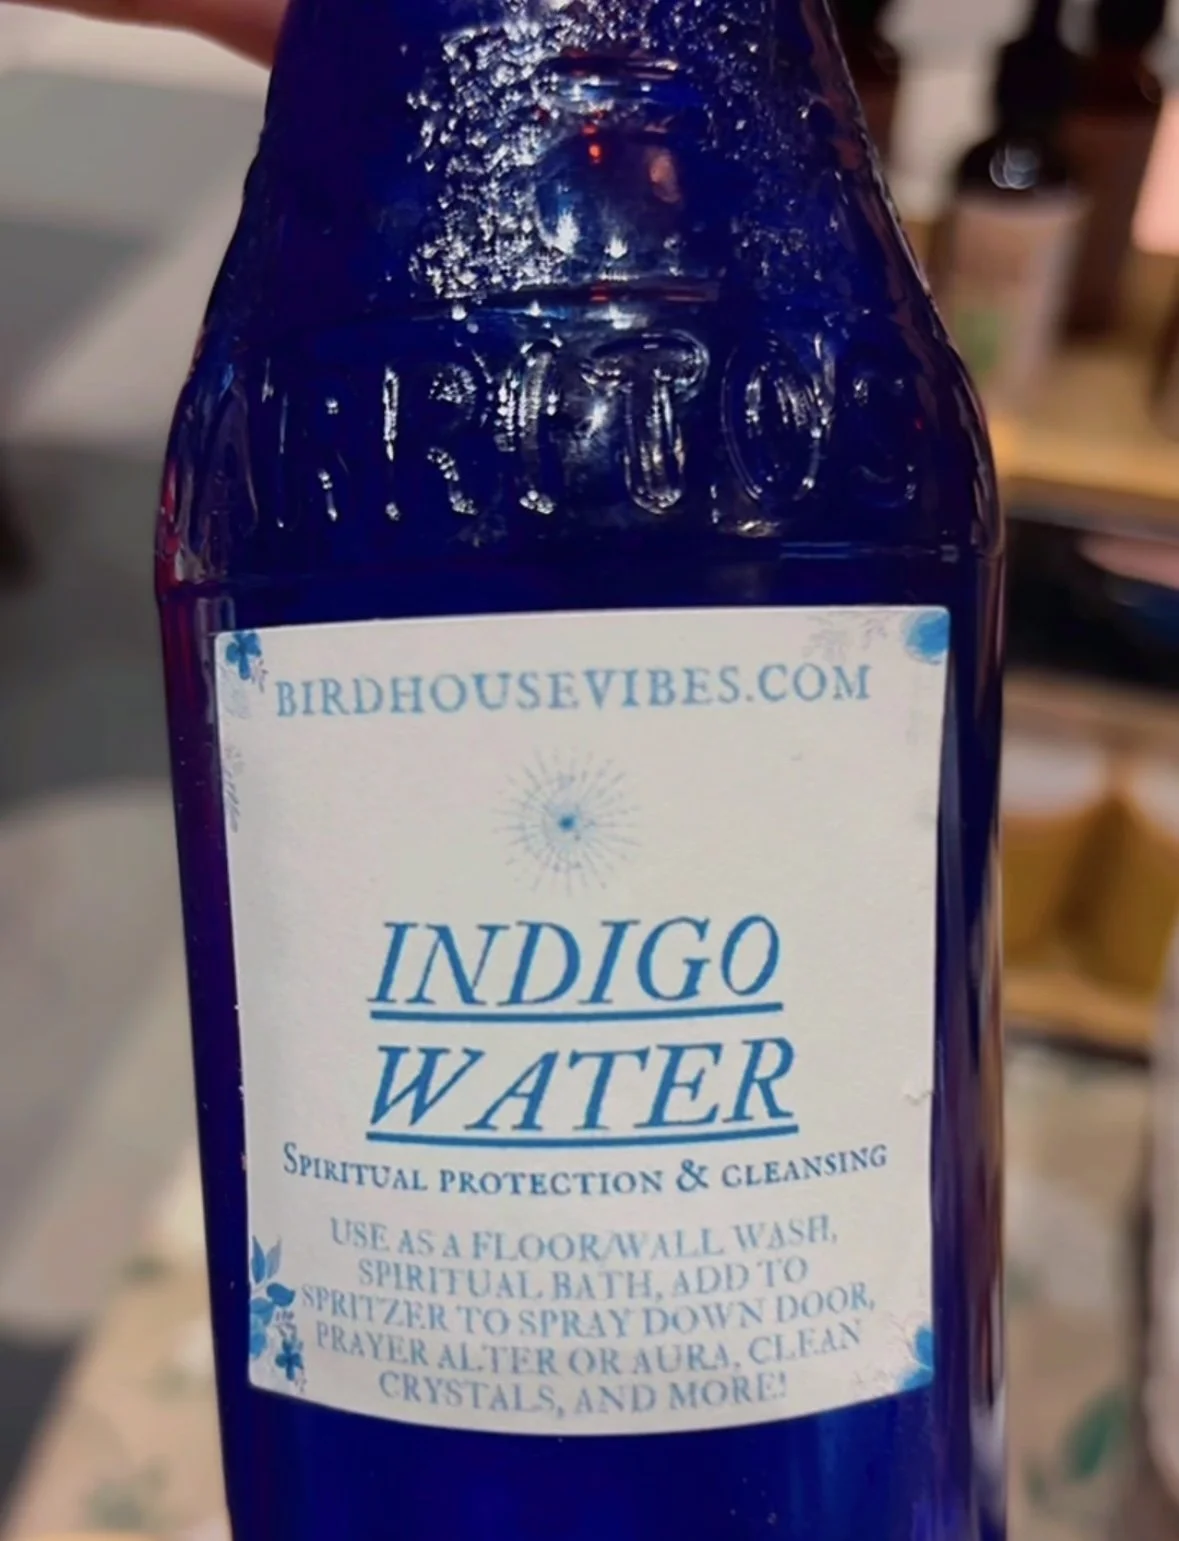 RRITOS
BIRDHOUSEVIBES.COM
INDIGO
WATER
SPIRITUAL PROTECTION & CLEANSING
USE AS A FLOOR/WALL WASH,
SPIRITUAL BATH, ADD TO
SPRITZER TO SPRAY DOWN DOOR,
PRAYER ALTER OR AURA, CLEAN
CRYSTALS, AND MORE!